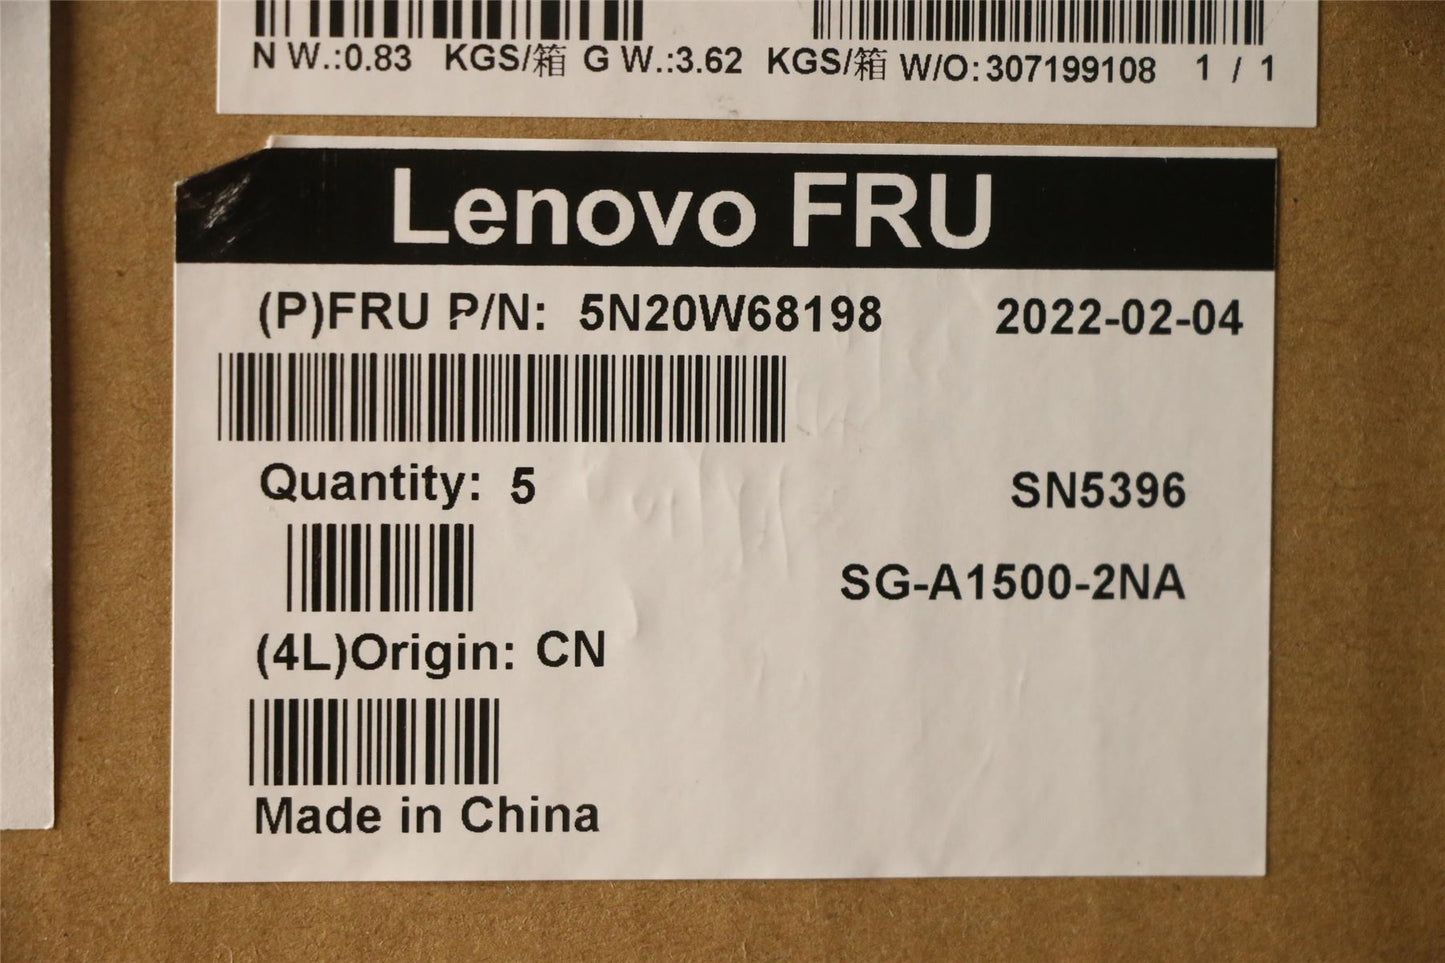 N W.:0.83 KGS/箱 G W.:3.62 KGS/箱 W/O:307199108 1 / 1
Lenovo FRU
(P)FRU P/N: 5N20W68198 2022-02-04
Quantity: 5 SN5396
SG-A1500-2NA
(4L)Origin: CN
Made in China